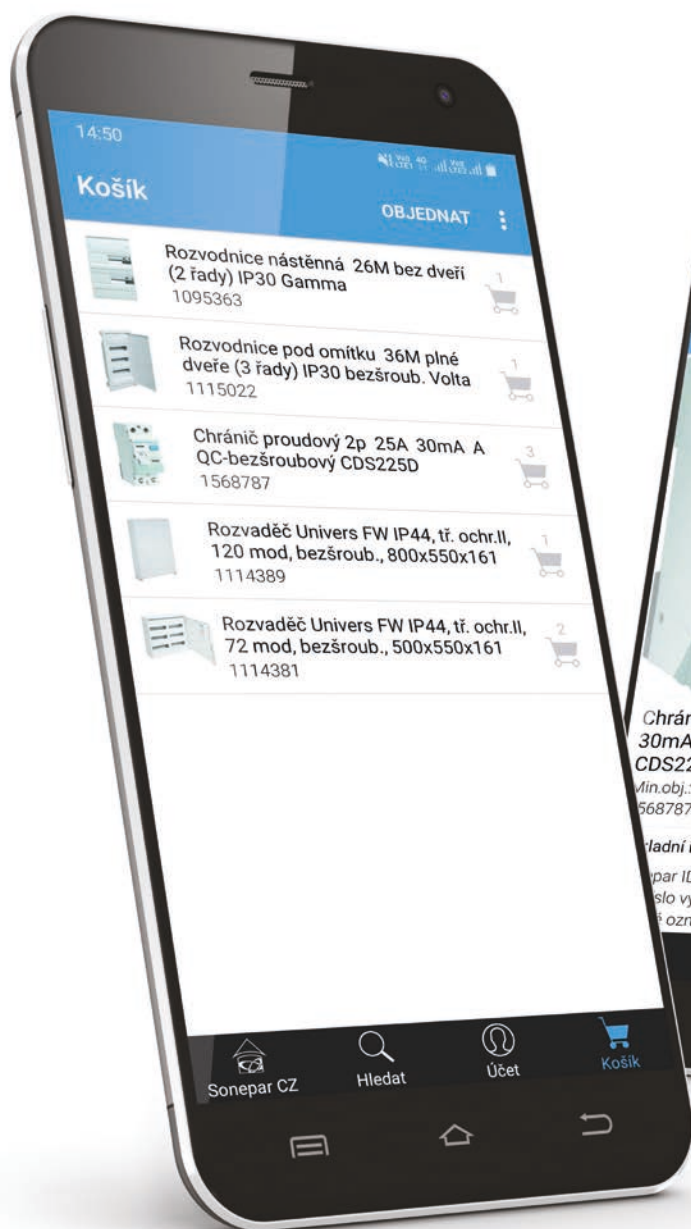 14:50
Košík
OBJEDNAT
Rozvodnice nástěnná 26M bez dveří
(2 řady) IP30 Gamma
1095363
1
Rozvodnice pod omítku 36M plné
dveře (3 řady) IP30 bezšroub. Volta
1115022
1
Chránič proudový 2p 25A 30mA A
QC-bezšroubový CDS225D
1568787
3
Rozvaděč Univers FW IP44, tř. ochr.II,
120 mod, bezšroub., 800x550x161
1114389
1
Rozvaděč Univers FW IP44, tř. ochr.II,
72 mod, bezšroub., 500x550x161
1114381
2
Sonepar CZ
Hledat
Účet
Košík
30mA
Min.obj.: